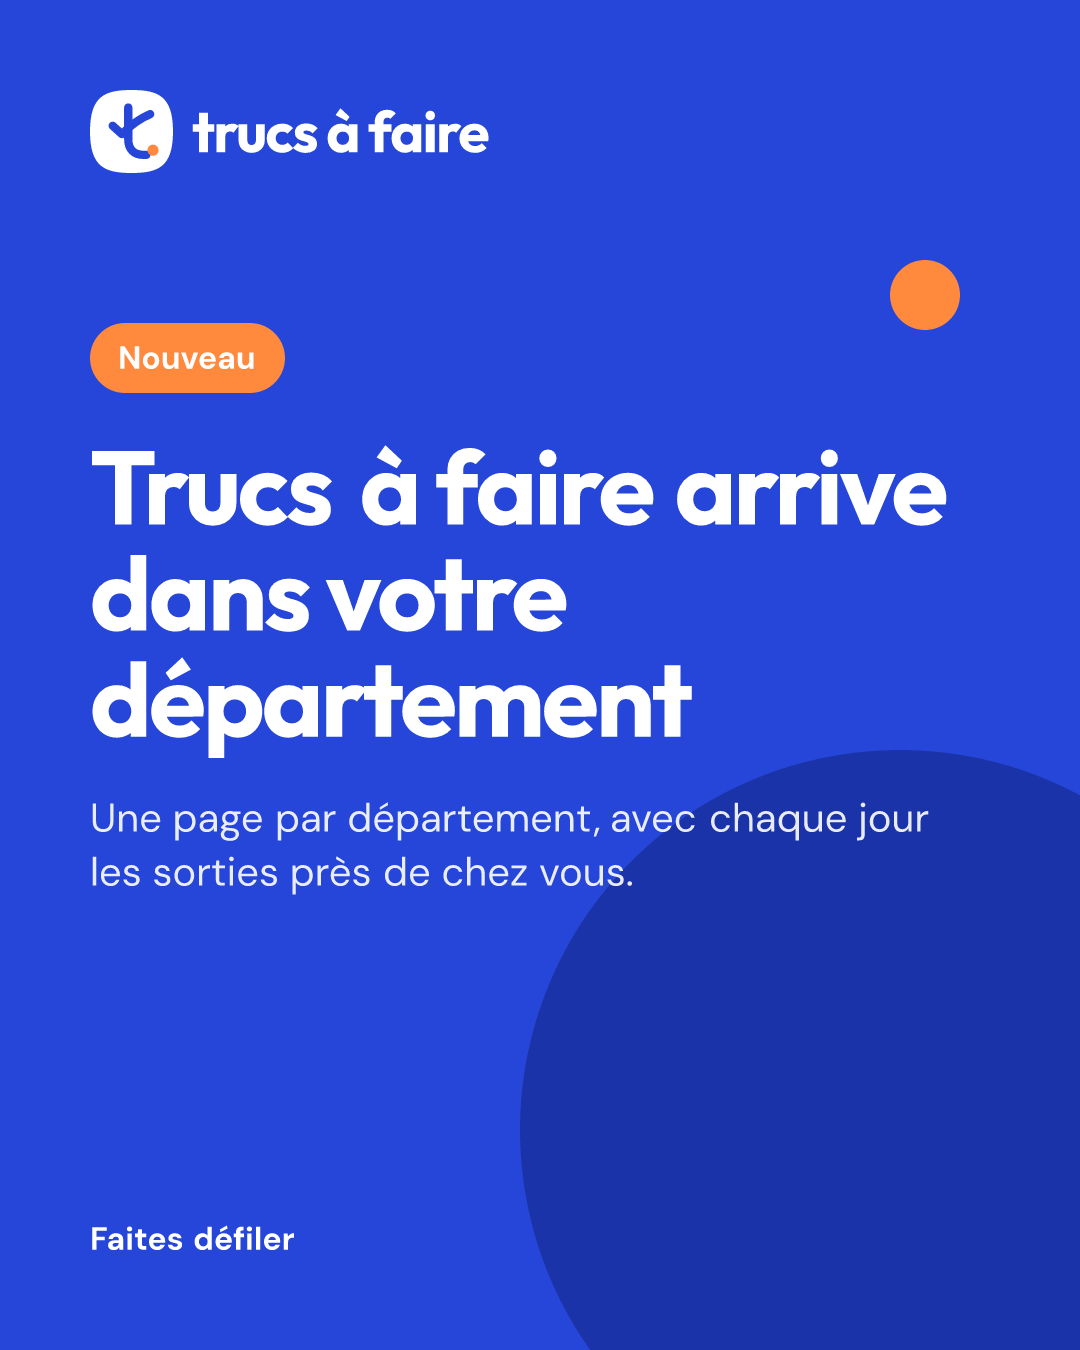 trucs à faire
Nouveau
Trucs à faire arrive
dans votre
département
Une page par département, avec chaque jour
les sorties près de chez vous.
Faites défiler